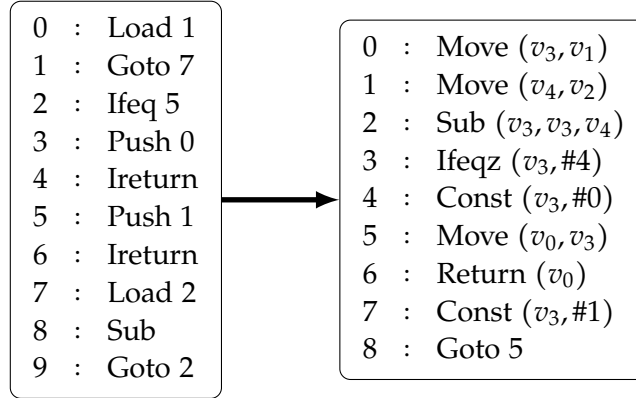 0 : Load 1
1 : Goto 7
2 : Ifeq 5
3 : Push 0
4 : Ireturn
5 : Push 1
6 : Ireturn
7 : Load 2
8 : Sub
9 : Goto 2
0 : Move (v₃, v₁)
1 : Move (v₄, v₂)
2 : Sub (v₃, v₃, v₄)
3 : Ifeqz (v₃, #4)
4 : Const (v₃, #0)
5 : Move (v₀, v₃)
6 : Return (v₀)
7 : Const (v₃, #1)
8 : Goto 5